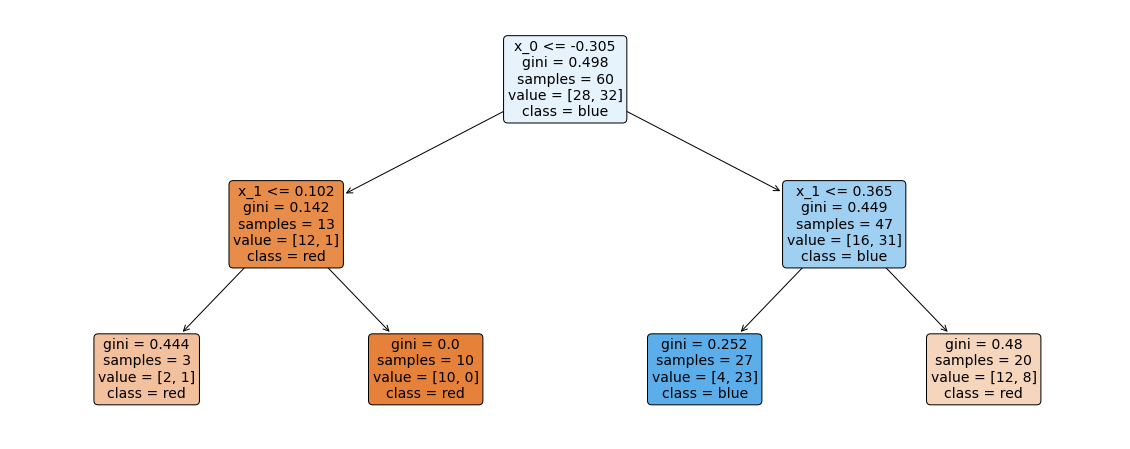 x_0 <= -0.305
gini = 0.498
samples = 60
value = [28, 32]
class = blue
x_1 <= 0.102
gini = 0.142
samples = 13
value = [12, 1]
class = red
x_1 <= 0.365
gini = 0.449
samples = 47
value = [16, 31]
class = blue
gini = 0.444
samples = 3
value = [2, 1]
class = red
gini = 0.0
samples = 10
value = [10, 0]
class = red
gini = 0.252
samples = 27
value = [4, 23]
class = blue
gini = 0.48
samples = 20
value = [12, 8]
class = red